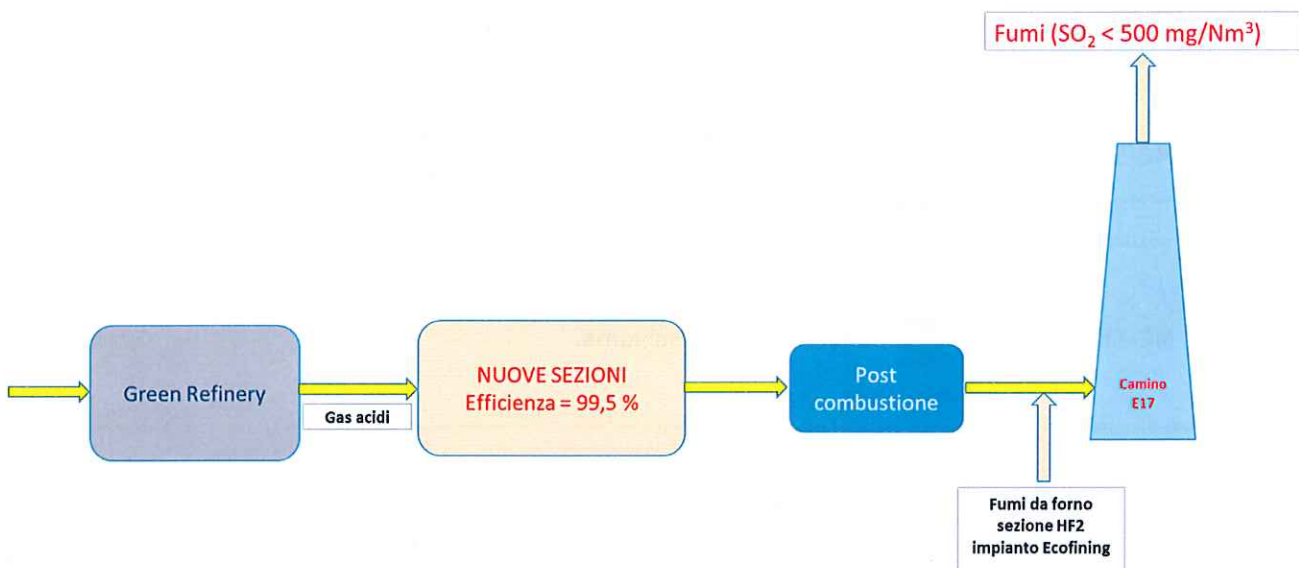 Fumi (SO₂ < 500 mg/Nm³)
Green Refinery
Gas acidi
NUOVE SEZIONI
Efficienza = 99,5 %
Post
combustione
Camino
E17
Fumi da forno
sezione HF2
impianto Ecofining